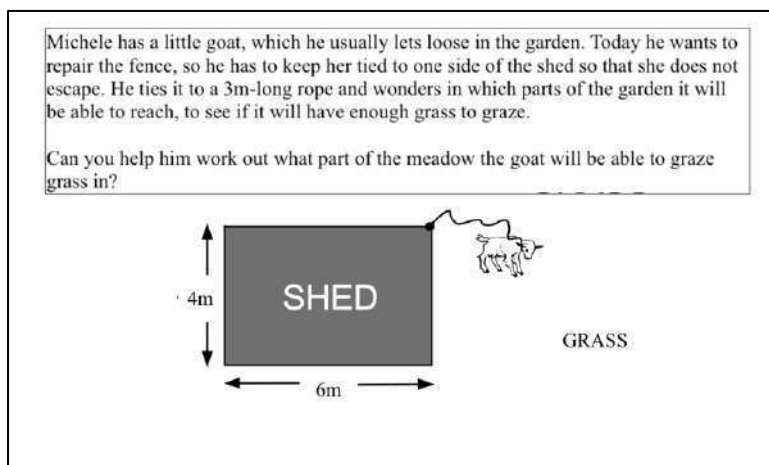 Michele has a little goat, which he usually lets loose in the garden. Today he wants to
repair the fence, so he has to keep her tied to one side of the shed so that she does not
escape. He ties it to a 3m-long rope and wonders in which parts of the garden it will
be able to reach, to see if it will have enough grass to graze.
Can you help him work out what part of the meadow the goat will be able to graze
grass in?
4m
SHED
GRASS
6m